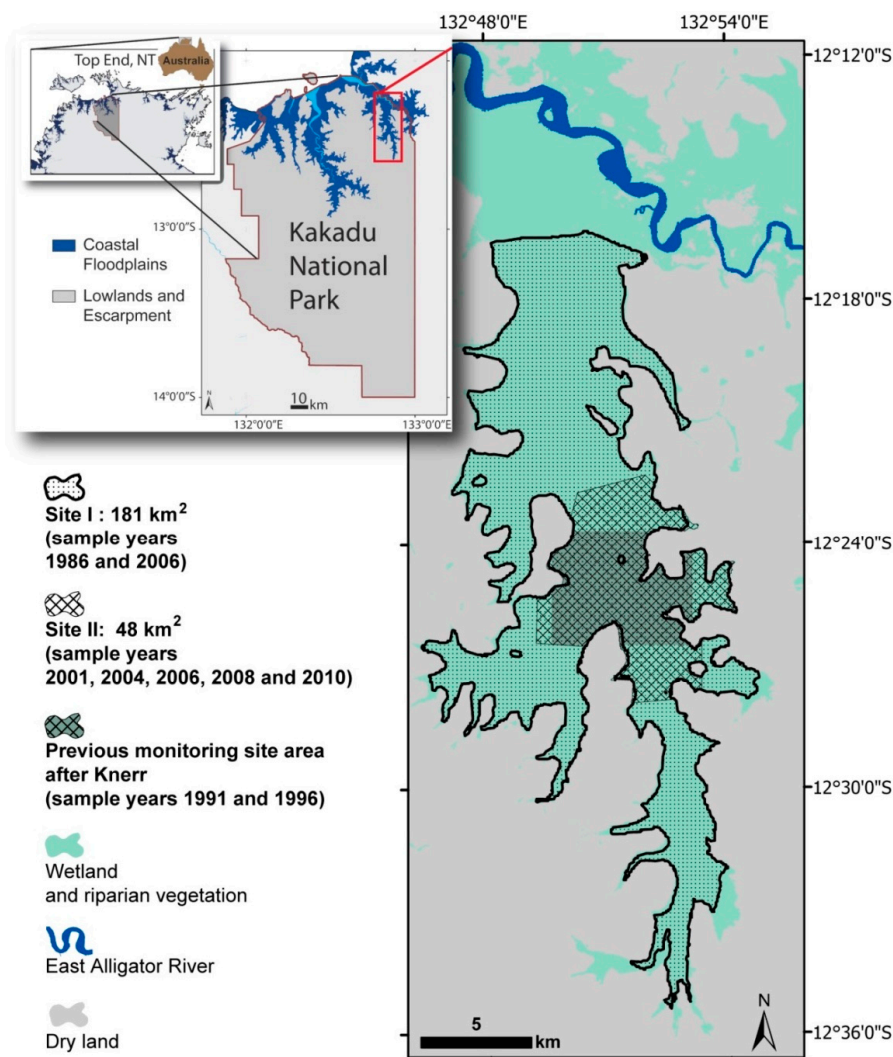 132°48'0"E
132°54'0"E
Top End, NT
Australia
Coastal
Floodplains
Lowlands and
Escarpment
13°0'0"S
14°0'0"S
Kakadu
National
Park
N
10
km
132°0'0"E
133°0'0"E
12°12'0"S
12°18'0"S
12°24'0"S
12°30'0"S
12°36'0"S
Site I : 181 km²
(sample years
1986 and 2006)
Site II: 48 km²
(sample years
2001, 2004, 2006, 2008 and 2010)
Previous monitoring site area
after Knerr
(sample years 1991 and 1996)
Wetland
and riparian vegetation
East Alligator River
Dry land
5
km
N